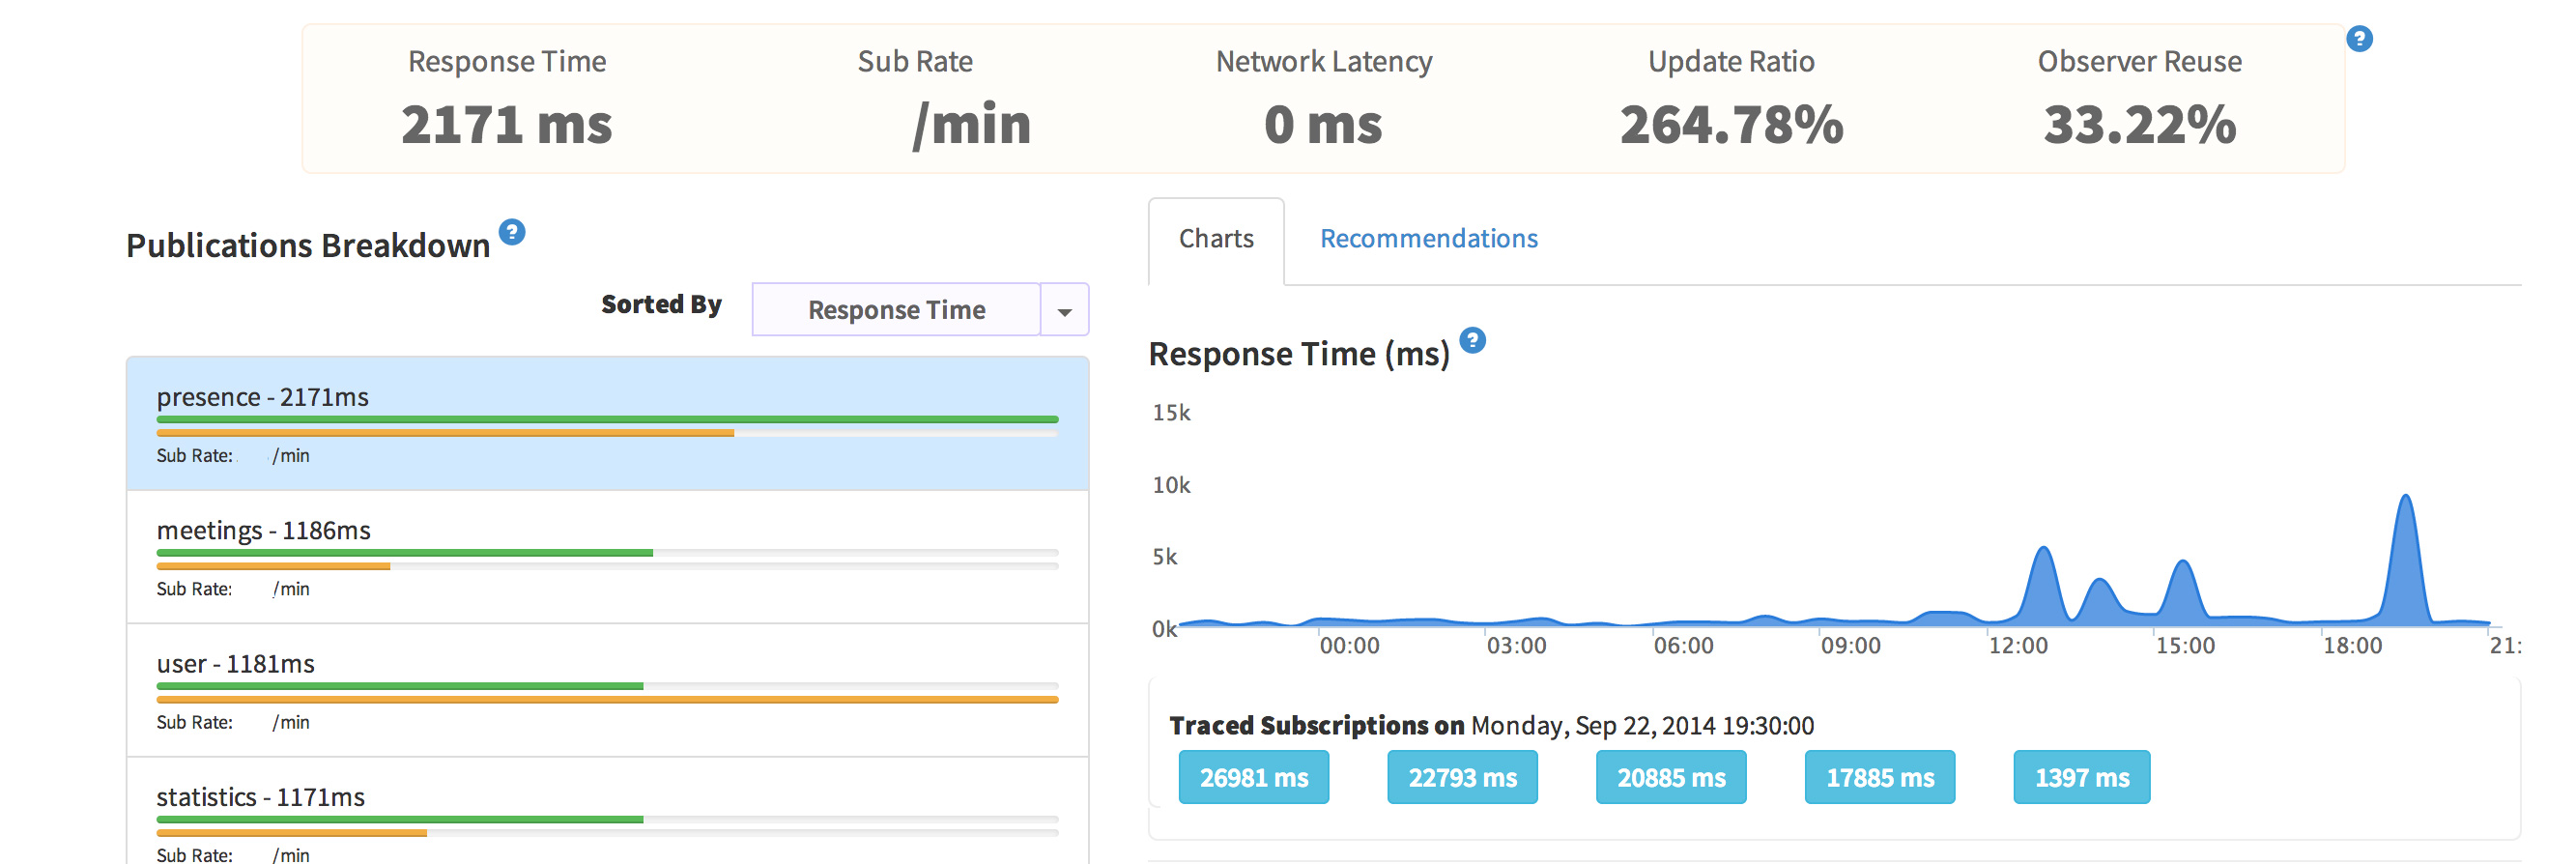 Response Time Sub Rate Network Latency Update Ratio Observer Reuse ?
2171 ms /min 0 ms 264.78% 33.22%
Publications Breakdown ?
Sorted By Response Time
presence - 2171ms
Sub Rate: /min
meetings - 1186ms
Sub Rate: /min
user - 1181ms
Sub Rate: /min
statistics - 1171ms
Sub Rate: /min
Charts Recommendations
Response Time (ms) ?
15k
10k
5k
0k
00:00 03:00 06:00 09:00 12:00 15:00 18:00 21:
Traced Subscriptions on Monday, Sep 22, 2014 19:30:00
26981 ms 22793 ms 20885 ms 17885 ms 1397 ms